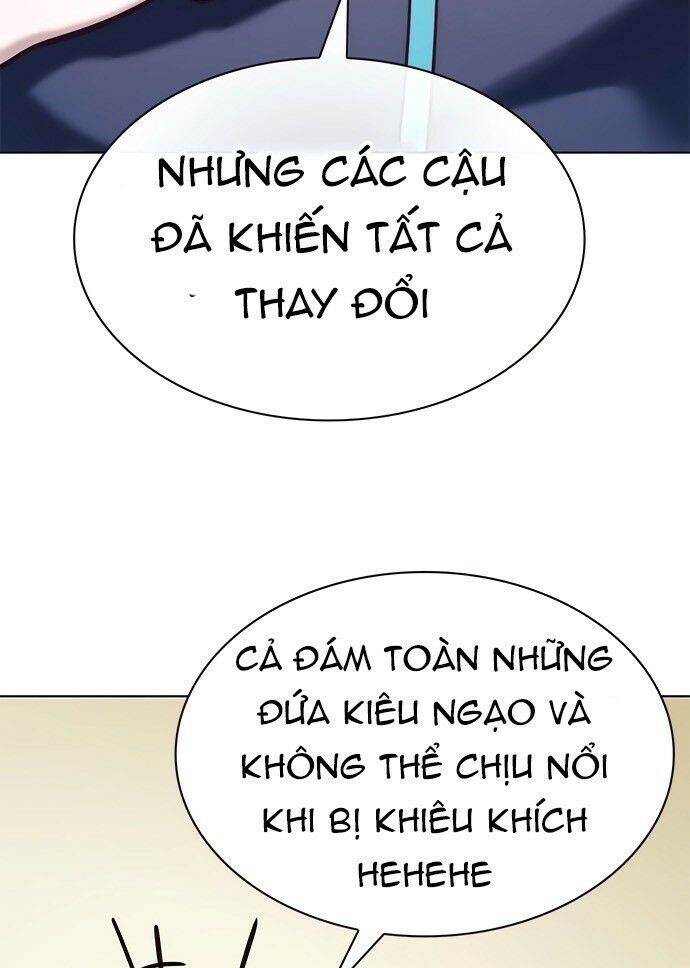 NHƯNG CÁC CẬU
ĐÃ KHIẾN TẤT CẢ
THAY ĐỔI
CẢ ĐÁM TOÀN NHỮNG
ĐỨA KIÊU NGẠO VÀ
KHÔNG THỂ CHỊU NỔI
KHI BỊ KHIÊU KHÍCH
HEHEHE